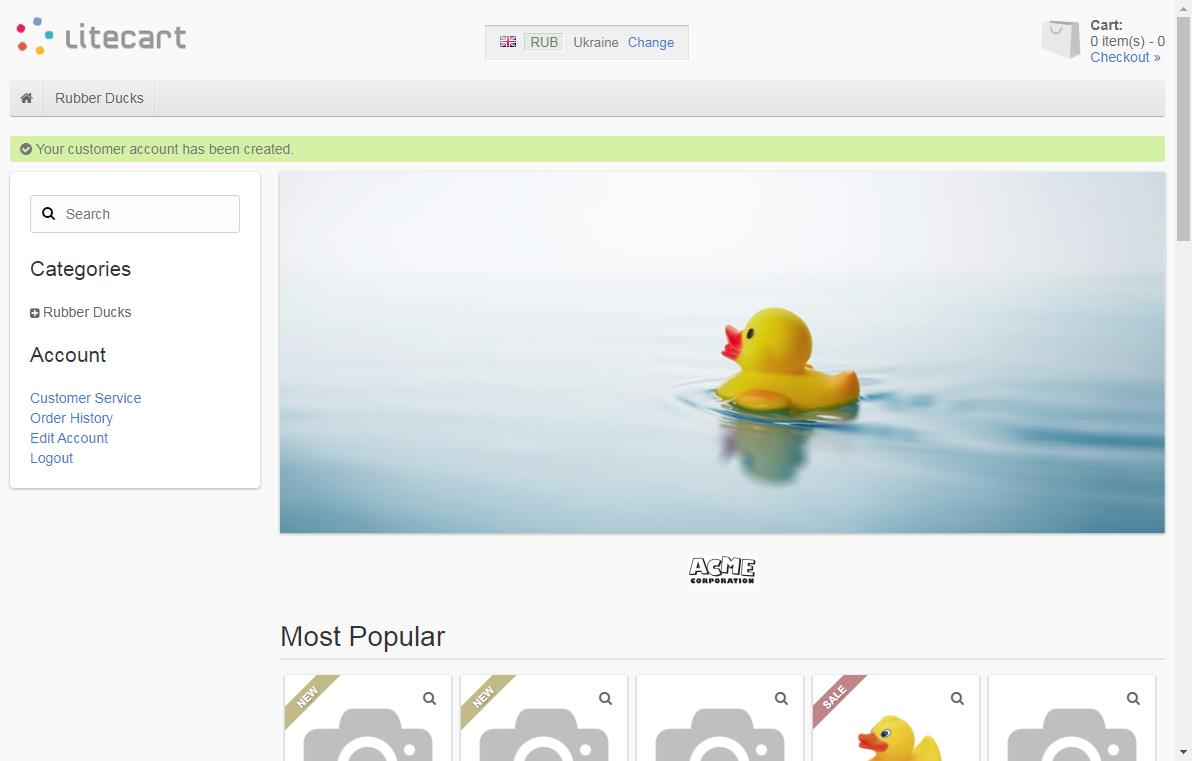 litecart
RUB Ukraine Change
Cart:
0 item(s) - 0
Checkout »
Rubber Ducks
Your customer account has been created.
Search
Categories
Rubber Ducks
Account
Customer Service
Order History
Edit Account
Logout
ACME
CORPORATION
Most Popular
NEW
NEW
SALE